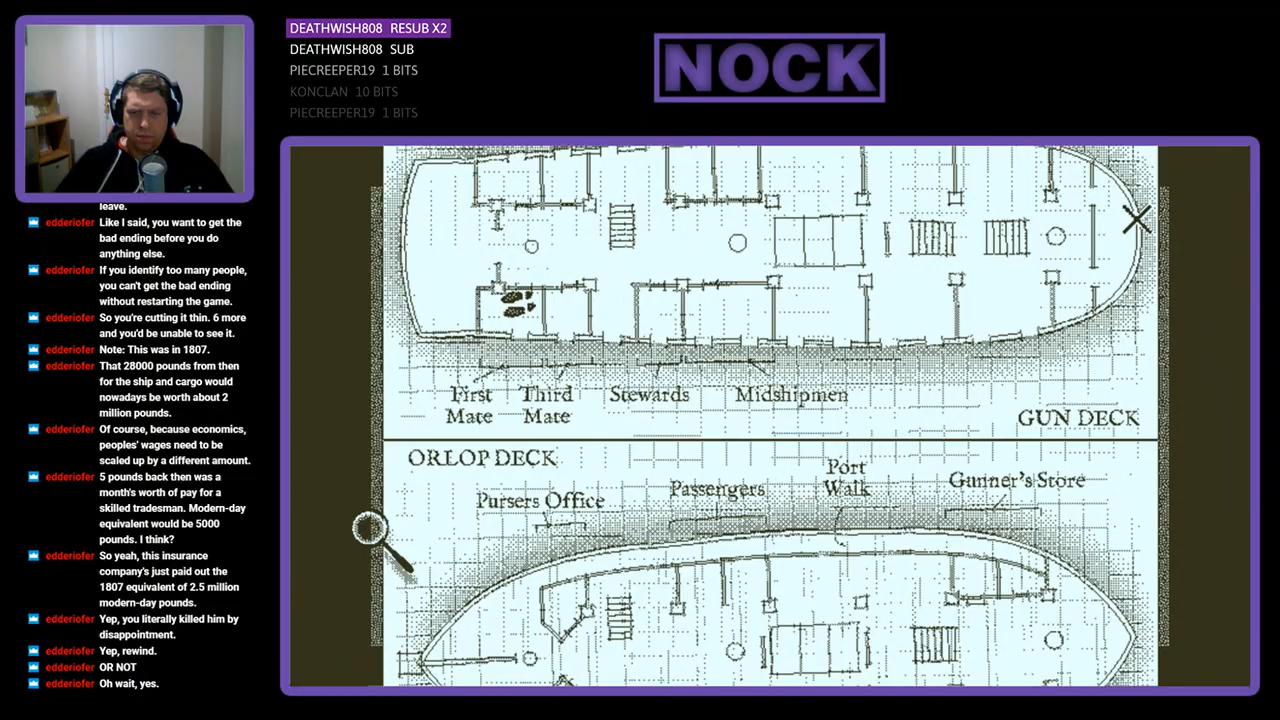 DEATHWISH808 RESUB X2
DEATHWISH808 SUB
PIECREEPER19 1 BITS
KONCLAN 10 BITS
PIECREEPER19 1 BITS
NOCK
leave.
edderiofer Like I said, you want to get the
bad ending before you do
anything else.
edderiofer If you identify too many people,
you can't get the bad ending
without restarting the game.
edderiofer So you're cutting it thin. 6 more
and you'd be unable to see it.
edderiofer Note: This was in 1807.
edderiofer That 28000 pounds from then
for the ship and cargo would
nowadays be worth about 2
million pounds.
edderiofer Of course, because economics,
peoples' wages need to be
scaled up by a different amount.
edderiofer 5 pounds back then was a
month's worth of pay for a
skilled tradesman. Modern-day
equivalent would be 5000
pounds. I think?
edderiofer So yeah, this insurance
company's just paid out the
1807 equivalent of 2.5 million
modern-day pounds.
edderiofer Yep, you literally killed him by
disappointment.
edderiofer Yep, rewind.
edderiofer OR NOT
edderiofer Oh wait, yes.
First
Mate
Third
Mate
Stewards
Midshipmen
GUN DECK
ORLOP DECK
Pursers Office
Passengers
Port
Walk
Gunner's Store